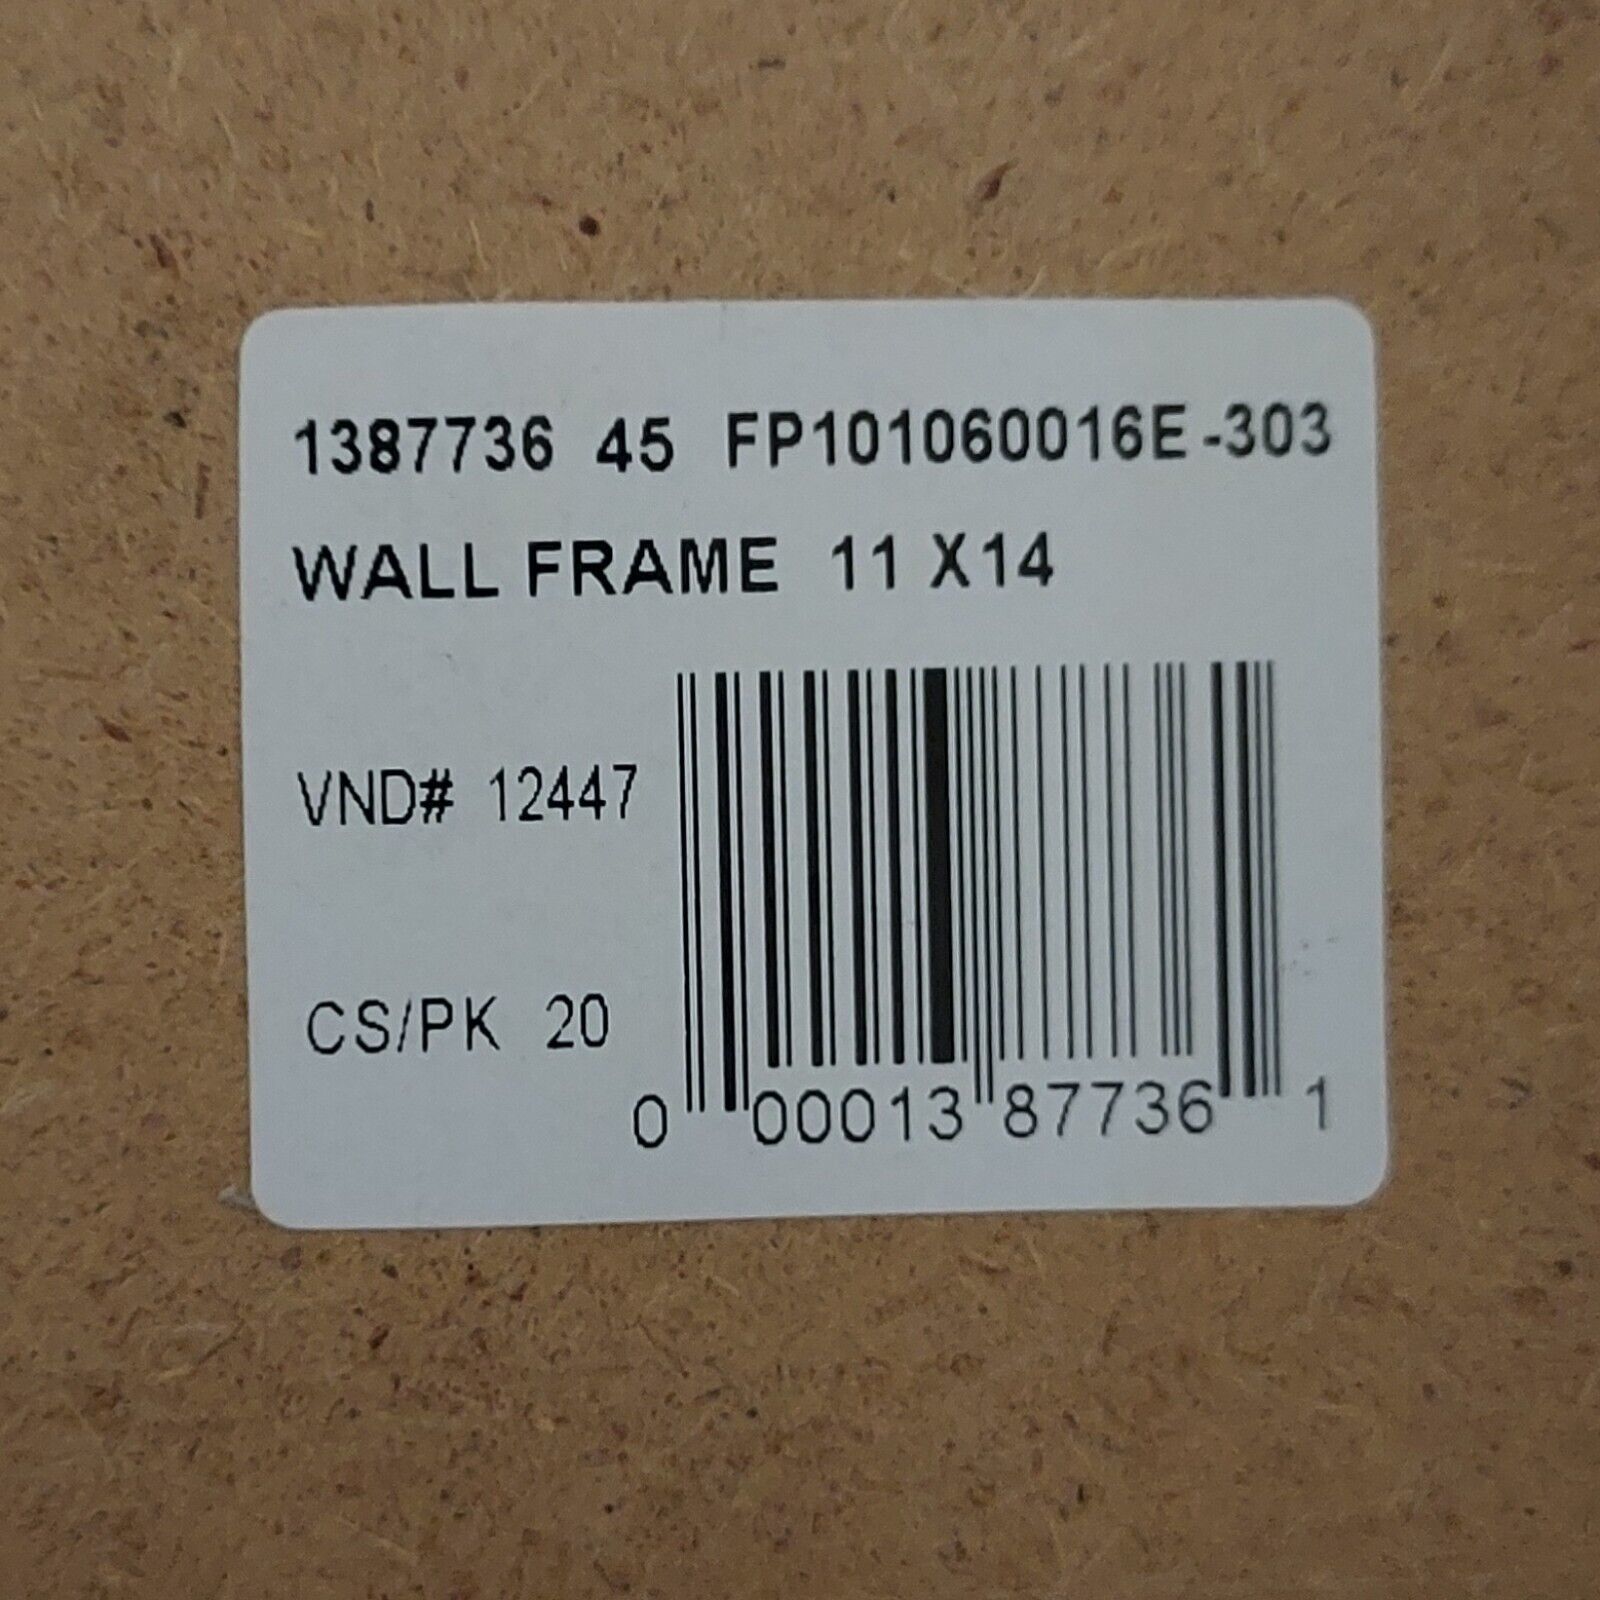 1387736 45 FP101060016E-303
WALL FRAME 11 X14
VND# 12447
CS/PK 20
0 00013 87736 1